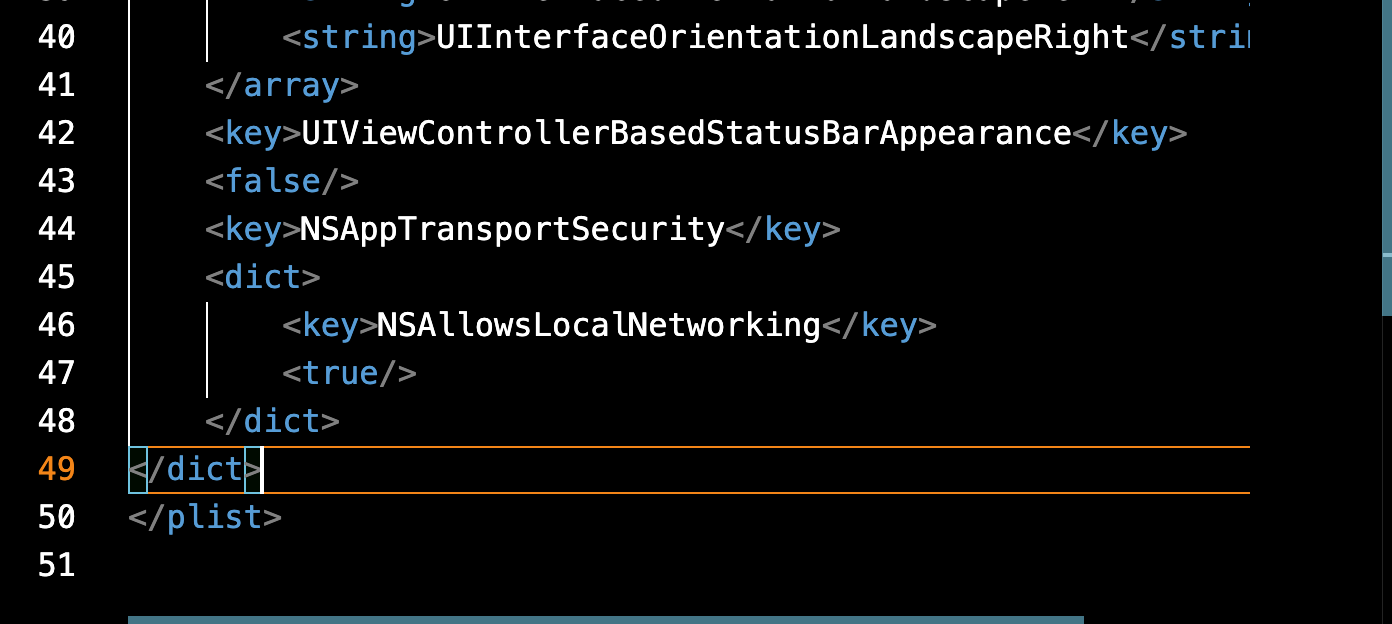 40 <string>UIInterfaceOrientationLandscapeRight</strin
41 </array>
42 <key>UIViewControllerBasedStatusBarAppearance</key>
43 <false/>
44 <key>NSAppTransportSecurity</key>
45 <dict>
46 <key>NSAllowsLocalNetworking</key>
47 <true/>
48 </dict>
49 </dict>
50 </plist>
51